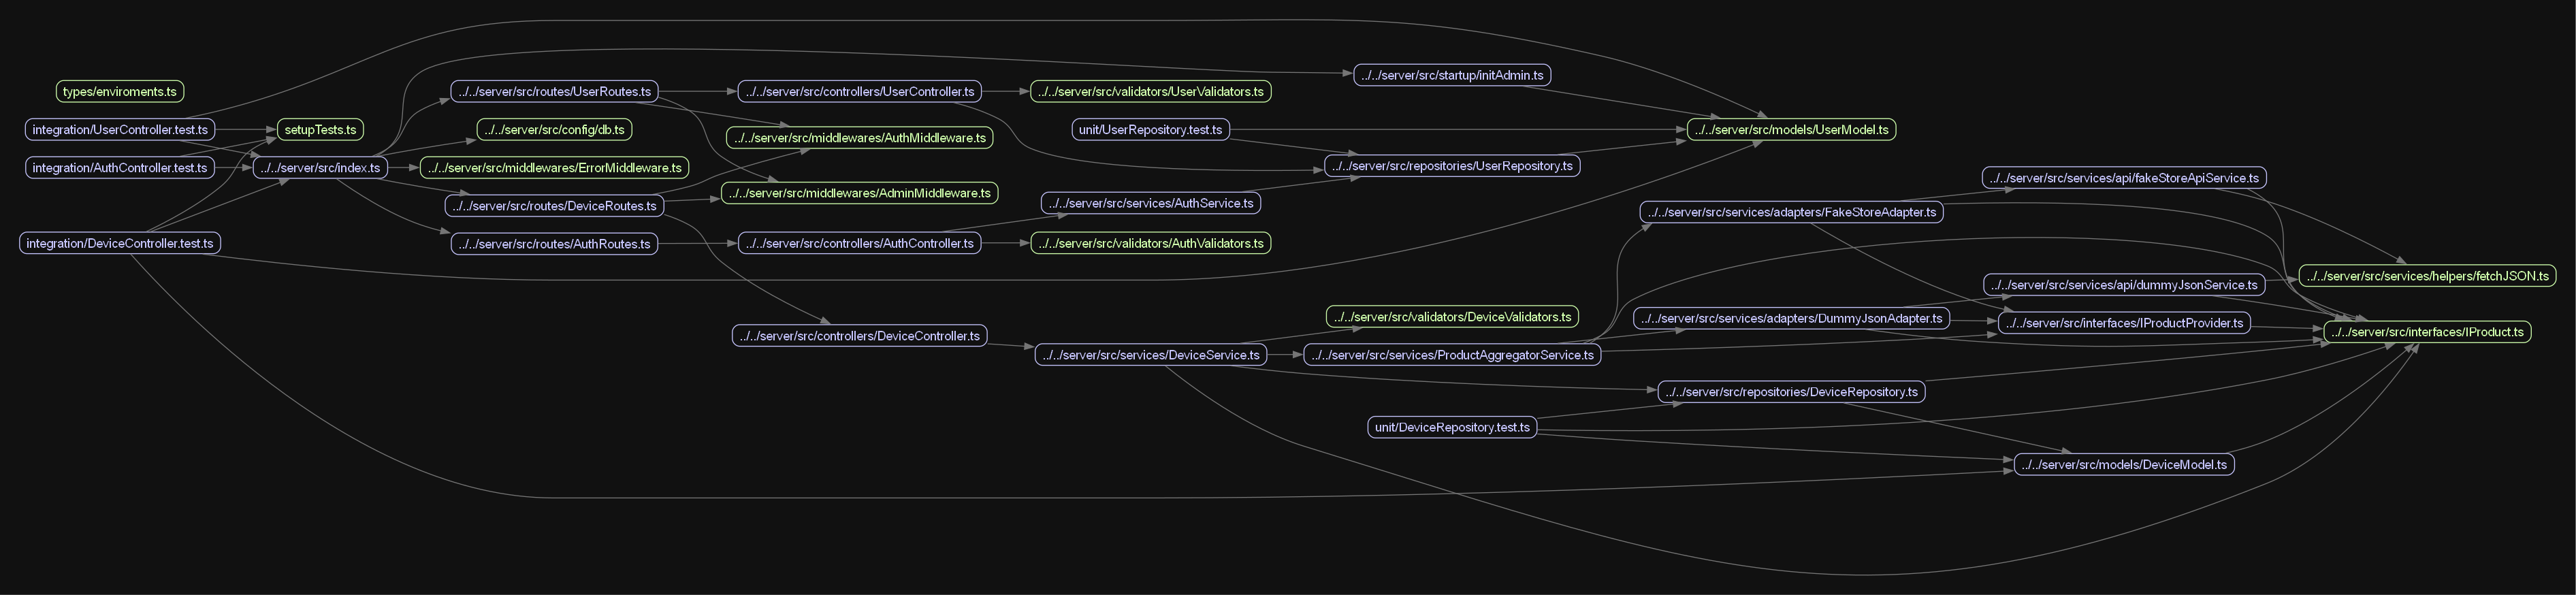 types/enviroments.ts
integration/UserController.test.ts
integration/AuthController.test.ts
integration/DeviceController.test.ts
setupTests.ts
../../server/src/index.ts
../../server/src/routes/UserRoutes.ts
../../server/src/config/db.ts
../../server/src/middlewares/ErrorMiddleware.ts
../../server/src/routes/DeviceRoutes.ts
../../server/src/routes/AuthRoutes.ts
../../server/src/controllers/UserController.ts
../../server/src/middlewares/AuthMiddleware.ts
../../server/src/middlewares/AdminMiddleware.ts
../../server/src/controllers/AuthController.ts
../../server/src/controllers/DeviceController.ts
../../server/src/validators/UserValidators.ts
unit/UserRepository.test.ts
../../server/src/services/AuthService.ts
../../server/src/validators/AuthValidators.ts
../../server/src/services/DeviceService.ts
../../server/src/startup/initAdmin.ts
../../server/src/repositories/UserRepository.ts
../../server/src/validators/DeviceValidators.ts
../../server/src/services/ProductAggregatorService.ts
unit/DeviceRepository.test.ts
../../server/src/models/UserModel.ts
../../server/src/services/adapters/FakeStoreAdapter.ts
../../server/src/services/adapters/DummyJsonAdapter.ts
../../server/src/repositories/DeviceRepository.ts
../../server/src/services/api/fakeStoreApiService.ts
../../server/src/services/api/dummyJsonService.ts
../../server/src/interfaces/IProductProvider.ts
../../server/src/models/DeviceModel.ts
../../server/src/services/helpers/fetchJSON.ts
../../server/src/interfaces/IProduct.ts